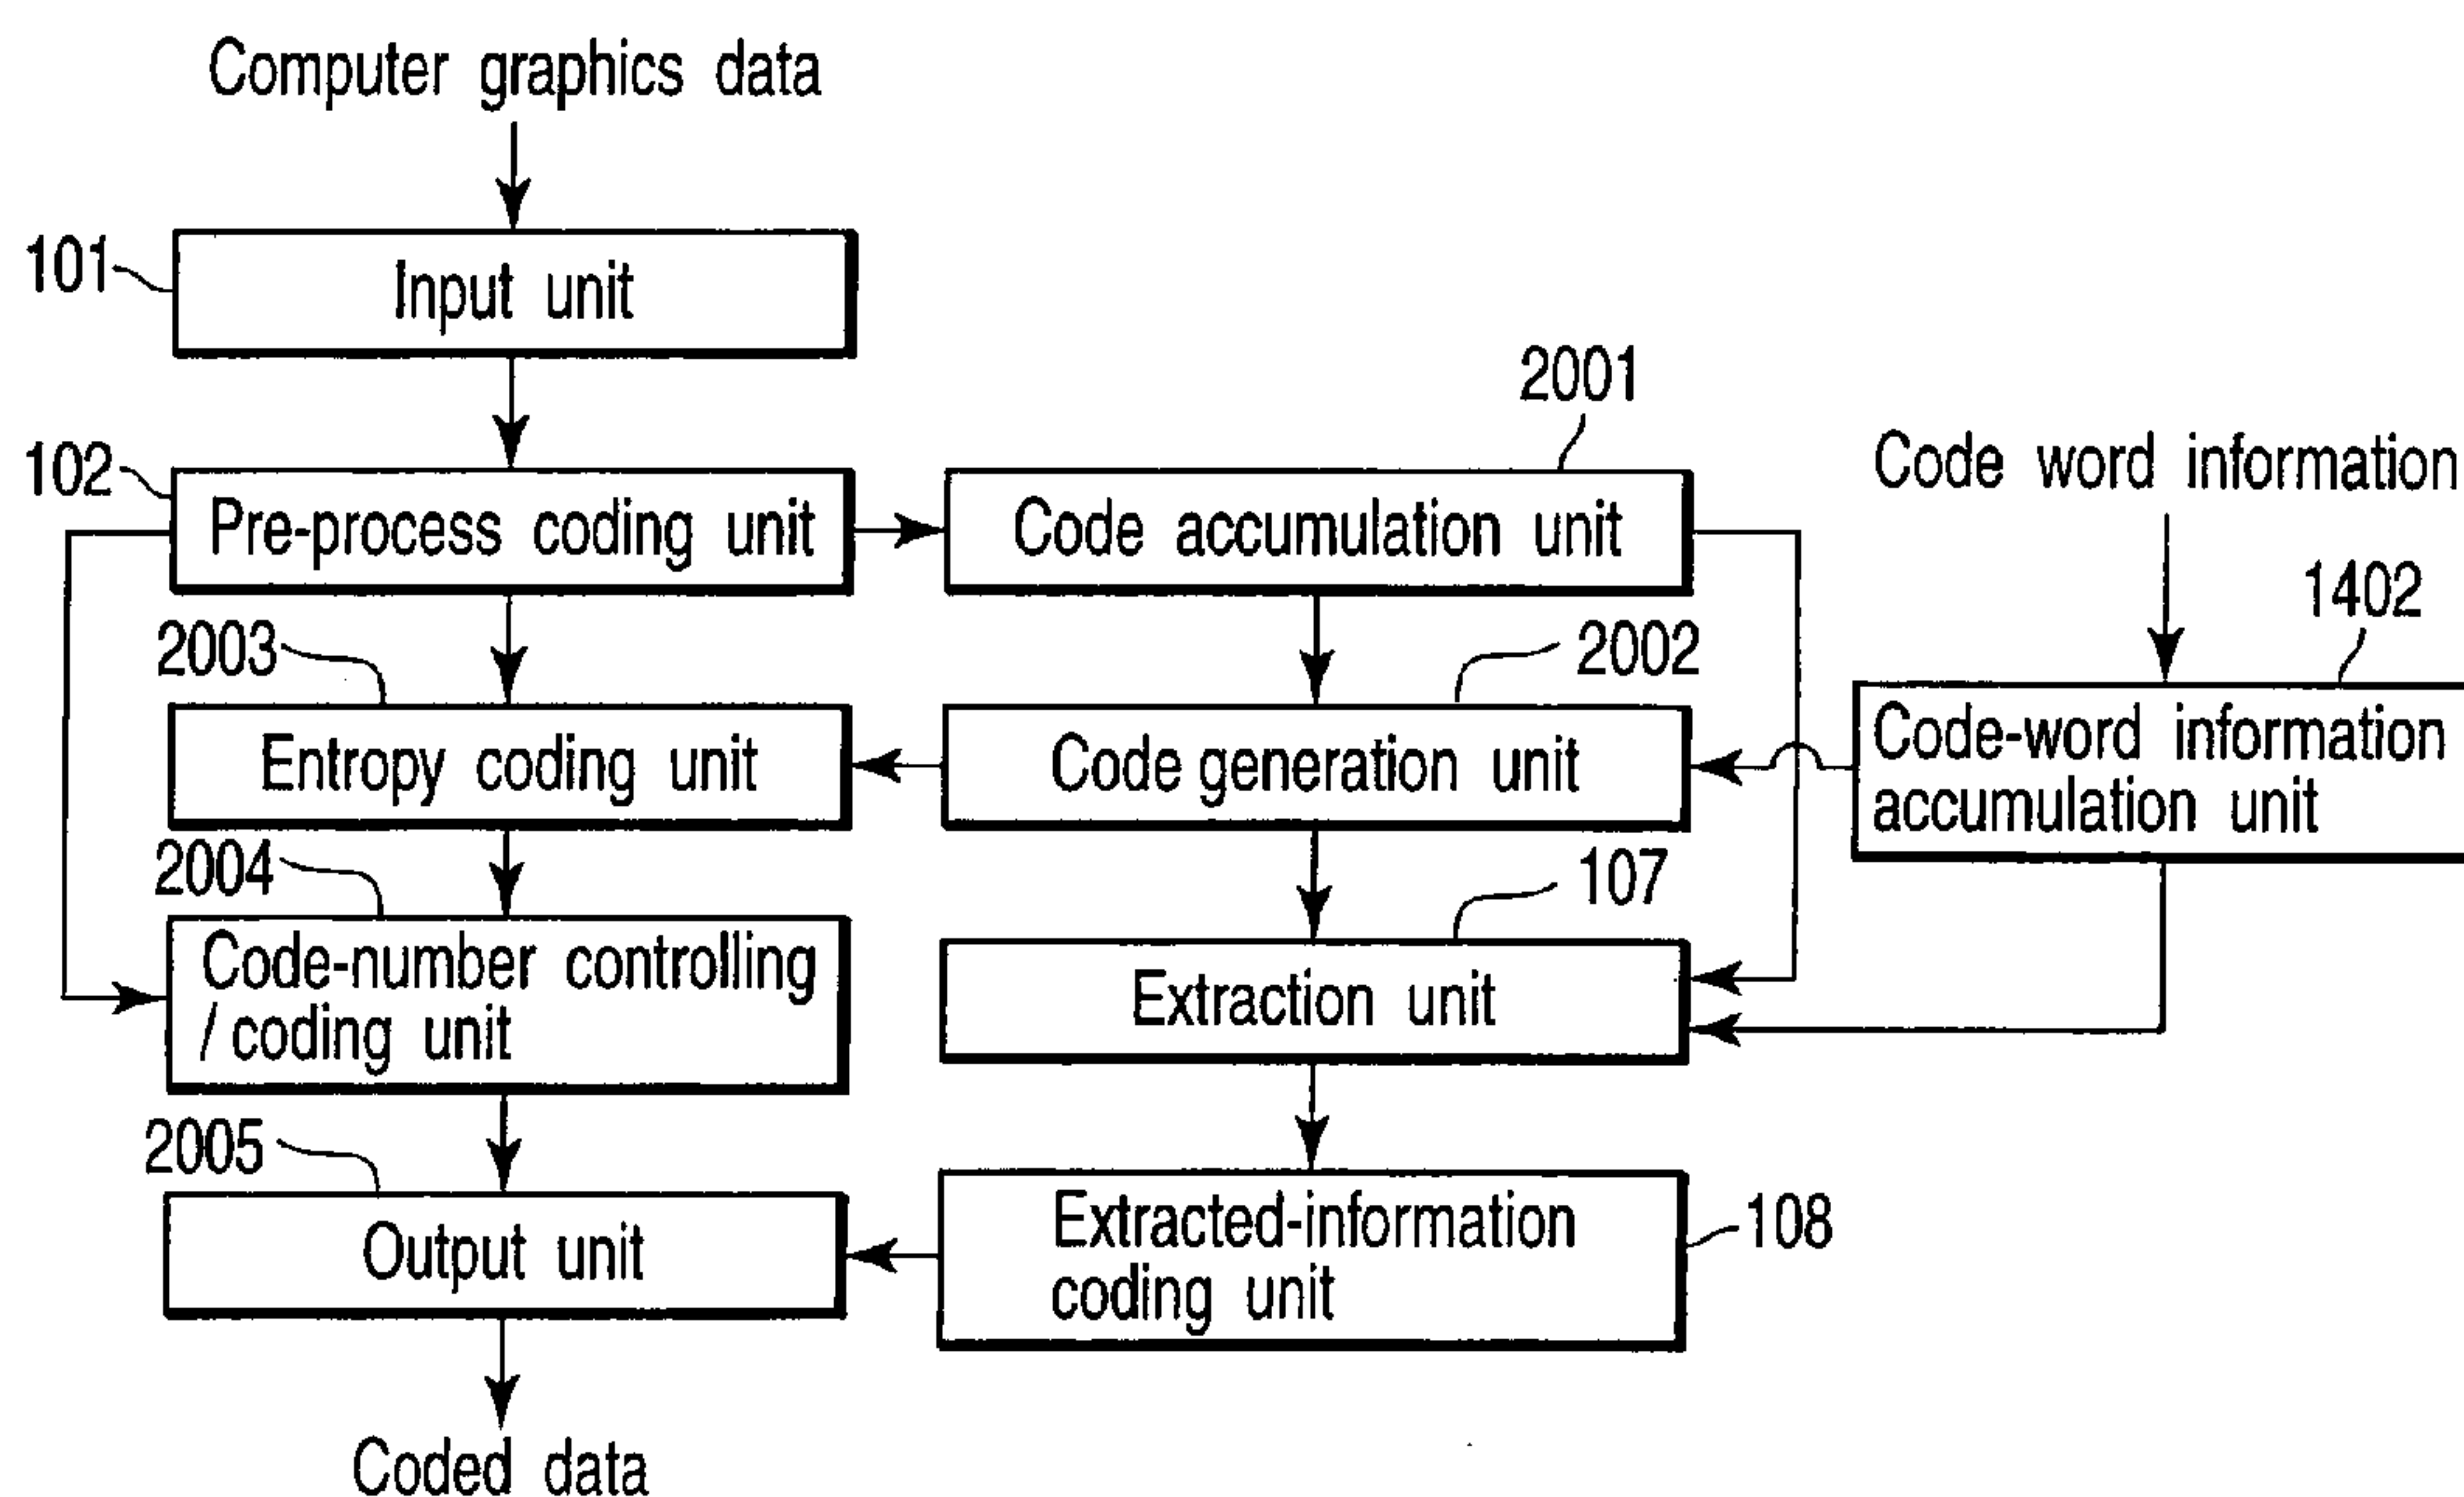 Computer graphics data
101
Input unit
2001
Code word information
102
Pre-process coding unit
Code accumulation unit
1402
2003
2002
Entropy coding unit
Code generation unit
Code-word information
accumulation unit
2004
107
Code-number controlling
/coding unit
Extraction unit
2005
Output unit
Extracted-information
coding unit
108
Coded data